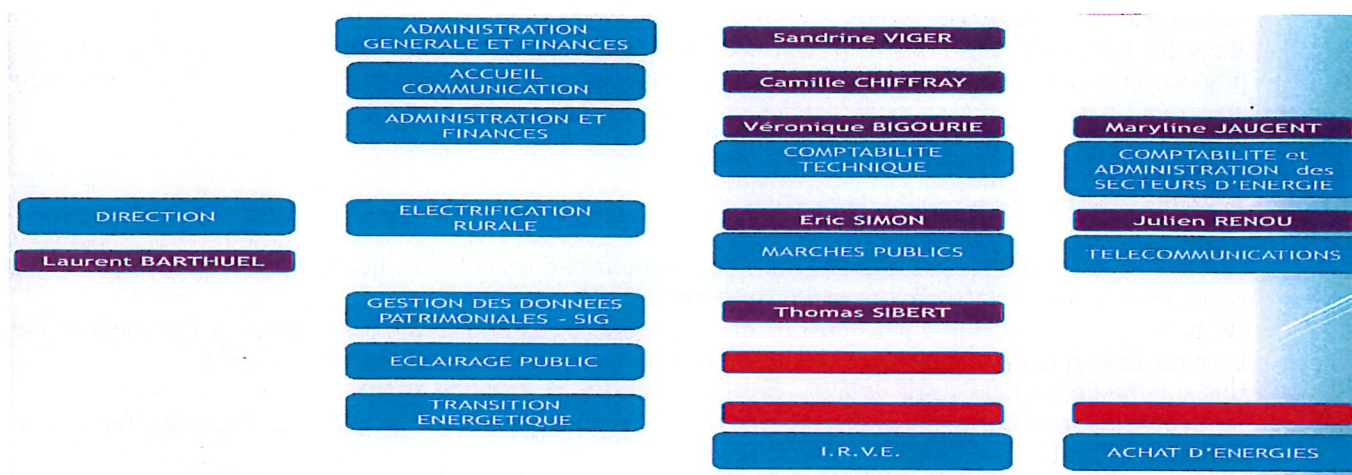 ADMINISTRATION
GENERALE ET FINANCES
Sandrine VIGER
ACCUEIL
COMMUNICATION
Camille CHIFFRAY
ADMINISTRATION ET
FINANCES
Véronique BIGOURIE
Maryline JAUCENT
COMPTABILITE
TECHNIQUE
COMPTABILITE et
ADMINISTRATION des
SECTEURS D'ENERGIE
DIRECTION
ELECTRIFICATION
RURALE
Eric SIMON
Julien RENOU
Laurent BARTHUEL
MARCHES PUBLICS
TELECOMMUNICATIONS
GESTION DES DONNEES
PATRIMONIALES - SIG
Thomas SIBERT
ECLAIRAGE PUBLIC
TRANSITION
ENERGETIQUE
I.R.V.E.
ACHAT D'ENERGIES